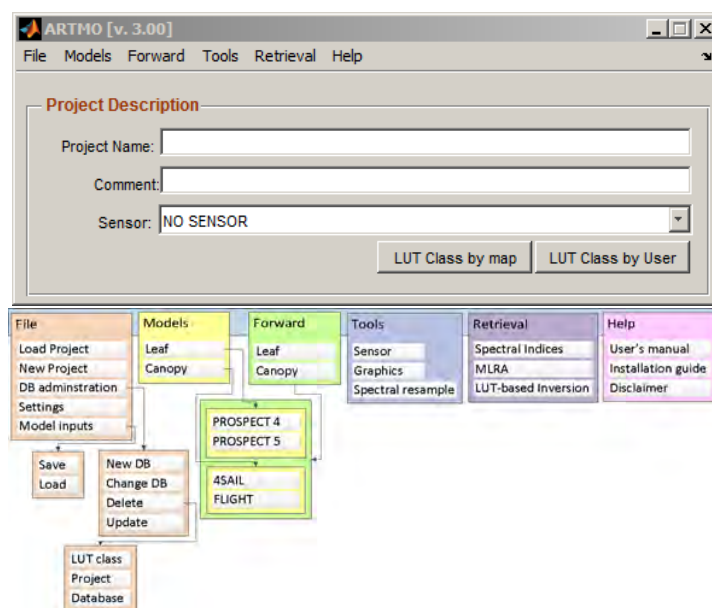 ARTMO [v. 3.00]
File Models Forward Tools Retrieval Help
Project Description
Project Name:
Comment:
Sensor: NO SENSOR
LUT Class by map LUT Class by User
File
Load Project
New Project
DB adminstration
Settings
Model inputs
Save
Load
New DB
Change DB
Delete
Update
LUT class
Project
Database
Models
Leaf
Canopy
Forward
Leaf
Canopy
PROSPECT 4
PROSPECT 5
4SAIL
FLIGHT
Tools
Sensor
Graphics
Spectral resample
Retrieval
Spectral Indices
MLRA
LUT-based Inversion
Help
User's manual
Installation guide
Disclaimer